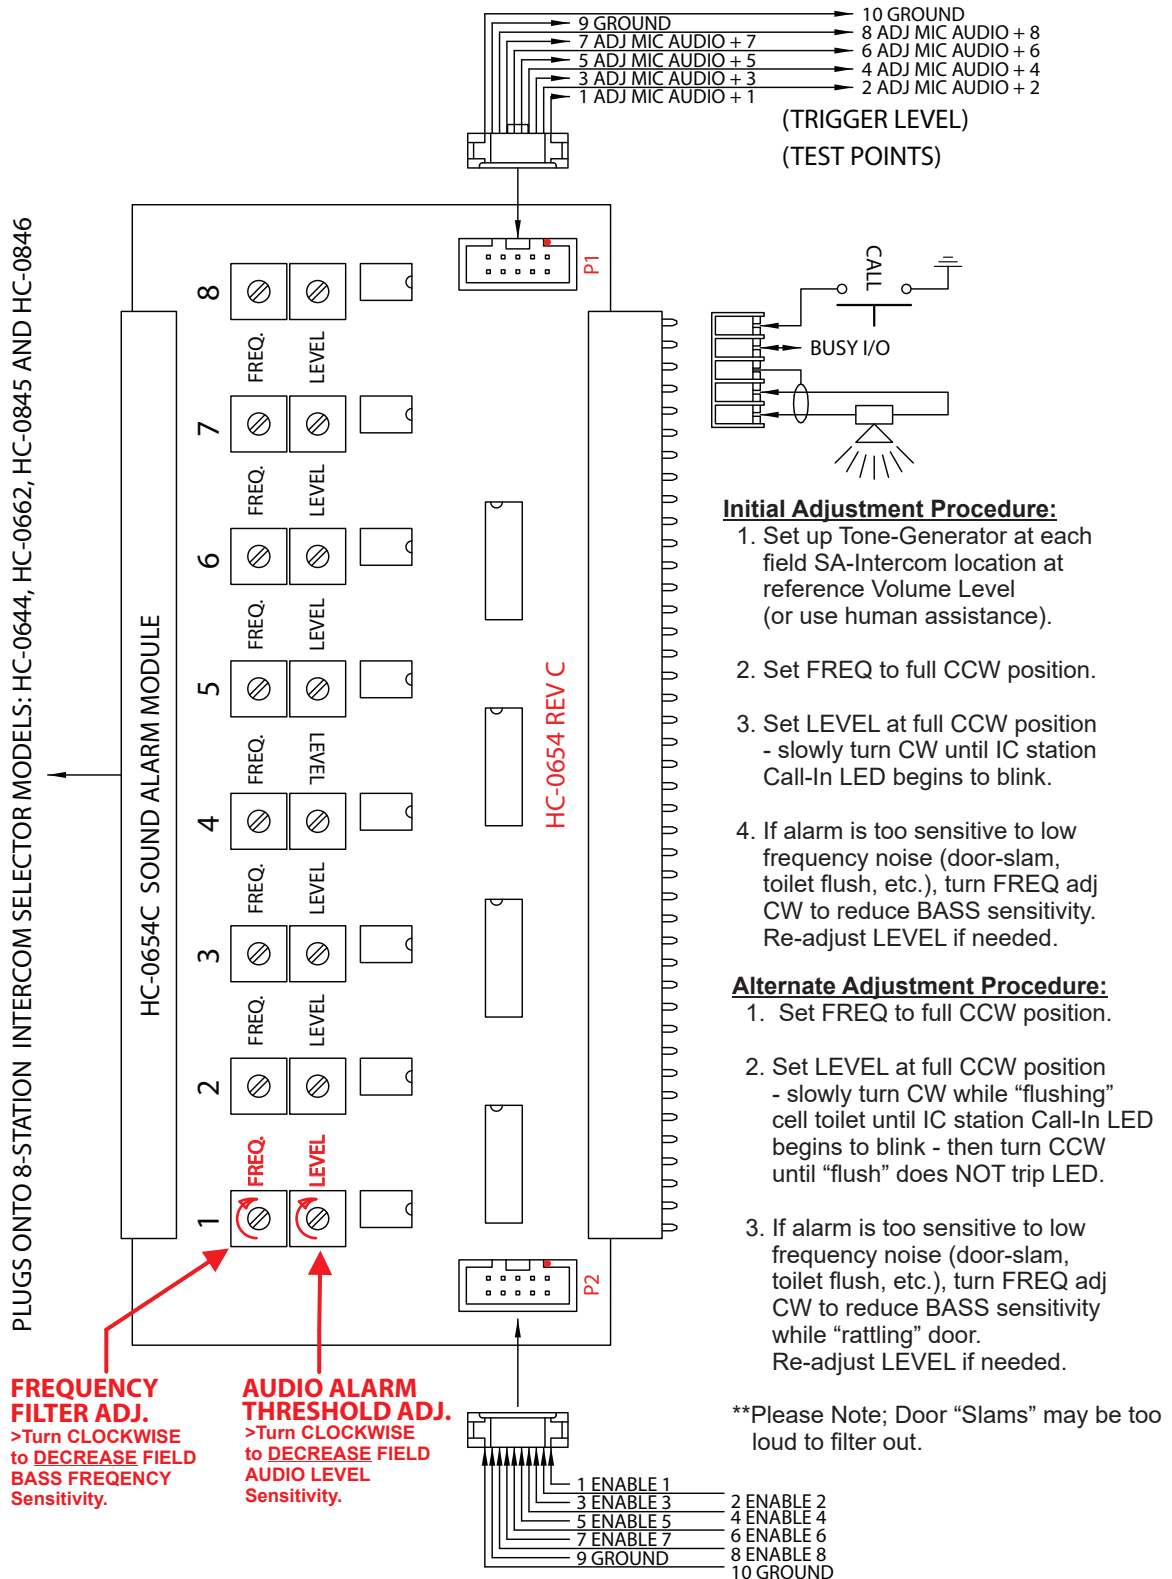 9 GROUND
7 ADJ MIC AUDIO + 7
5 ADJ MIC AUDIO + 5
3 ADJ MIC AUDIO + 3
1 ADJ MIC AUDIO + 1
10 GROUND
8 ADJ MIC AUDIO + 8
6 ADJ MIC AUDIO + 6
4 ADJ MIC AUDIO + 4
2 ADJ MIC AUDIO + 2
(TRIGGER LEVEL)
(TEST POINTS)
PLUGS ONTO 8-STATION INTERCOM SELECTOR MODELS: HC-0644, HC-0662, HC-0845 AND HC-0846
HC-0654C SOUND ALARM MODULE
8
FREQ.
LEVEL
7
FREQ.
LEVEL
6
FREQ.
LEVEL
5
FREQ.
LEVEL
4
FREQ.
LEVEL
3
FREQ.
LEVEL
2
FREQ.
LEVEL
1
P1
HC-0654 REV C
P2
CALL
BUSY I/O
Initial Adjustment Procedure:
1. Set up Tone-Generator at each
field SA-Intercom location at
reference Volume Level
(or use human assistance).
2. Set FREQ to full CCW position.
3. Set LEVEL at full CCW position
- slowly turn CW until IC station
Call-In LED begins to blink.
4. If alarm is too sensitive to low
frequency noise (door-slam,
toilet flush, etc.), turn FREQ adj
CW to reduce BASS sensitivity.
Re-adjust LEVEL if needed.
Alternate Adjustment Procedure:
1. Set FREQ to full CCW position.
2. Set LEVEL at full CCW position
- slowly turn CW while “flushing”
cell toilet until IC station Call-In LED
begins to blink - then turn CCW
until “flush” does NOT trip LED.
3. If alarm is too sensitive to low
frequency noise (door-slam,
toilet flush, etc.), turn FREQ adj
CW to reduce BASS sensitivity
while “rattling” door.
Re-adjust LEVEL if needed.
**Please Note; Door “Slams” may be too
loud to filter out.
FREQUENCY
FILTER ADJ.
>Turn CLOCKWISE
to DECREASE FIELD
BASS FREQENCY
Sensitivity.
AUDIO ALARM
THRESHOLD ADJ.
>Turn CLOCKWISE
to DECREASE FIELD
AUDIO LEVEL
Sensitivity.
1 ENABLE 1
3 ENABLE 3
5 ENABLE 5
7 ENABLE 7
9 GROUND
2 ENABLE 2
4 ENABLE 4
6 ENABLE 6
8 ENABLE 8
10 GROUND